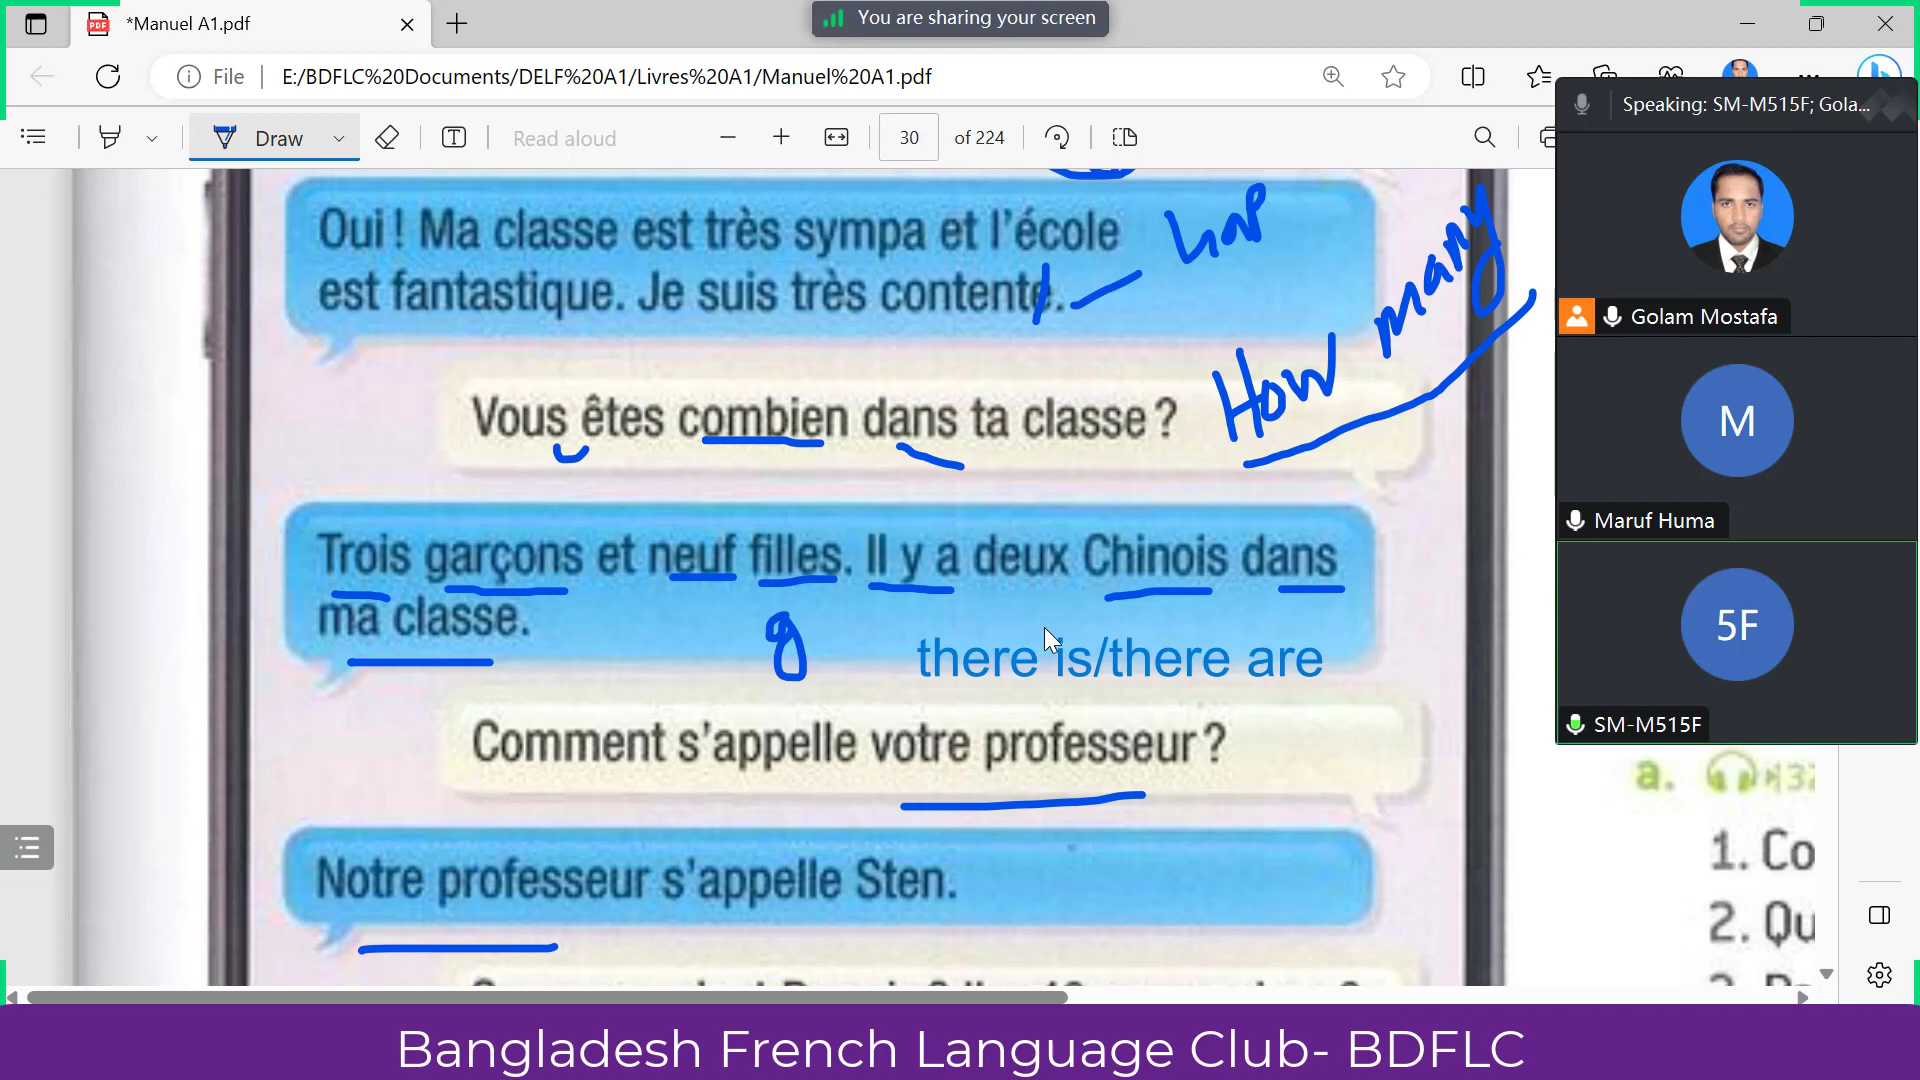 *Manuel A1.pdf
You are sharing your screen
File
E:/BDFLC%20Documents/DELF%20A1/Livres%20A1/Manuel%20A1.pdf
Draw
Read aloud
30 of 224
Speaking: SM-M515F; Gola...
Oui ! Ma classe est très sympa et l'école
est fantastique. Je suis très contente.
How many
Golam Mostafa
Vous êtes combien dans ta classe ?
M
Maruf Huma
Trois garçons et neuf filles. Il y a deux Chinois dans
ma classe.
there is/there are
5F
SM-M515F
Comment s'appelle votre professeur ?
a.
1. Co
2. Qu
Notre professeur s'appelle Sten.
Bangladesh French Language Club- BDFLC